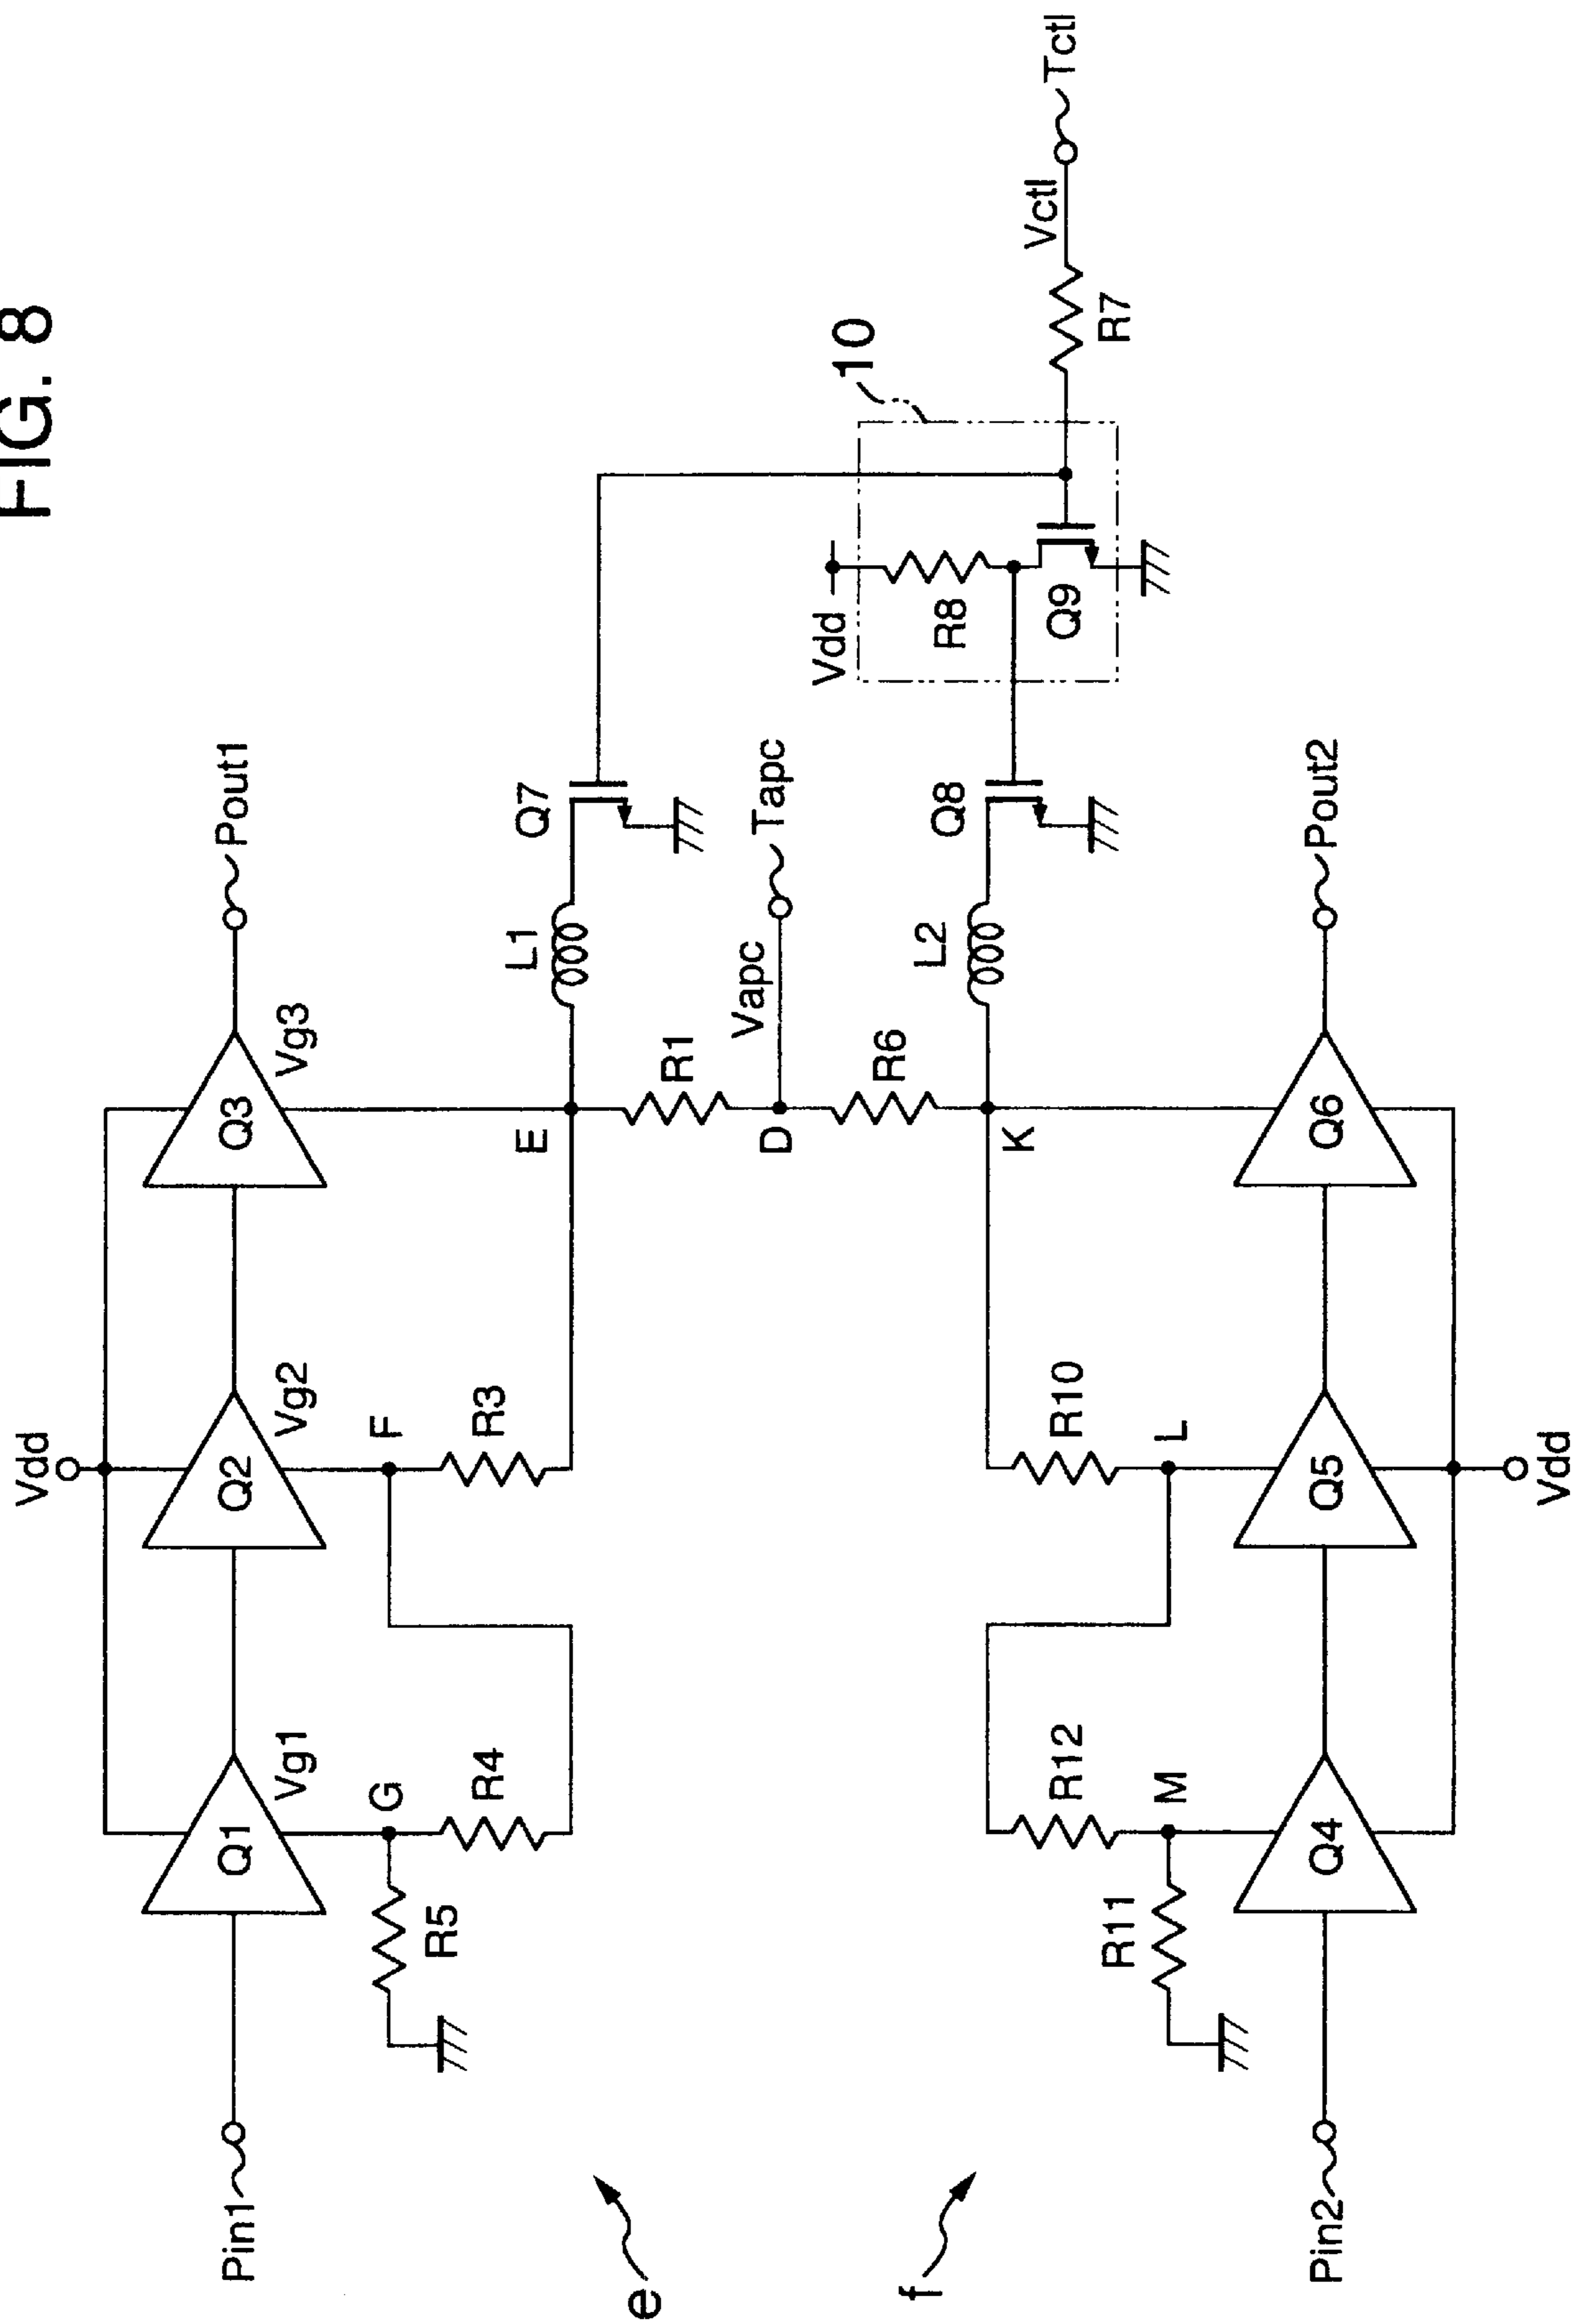 FIG. 8
Vdd
Q1
Q2
Q3
Vg1
Vg2
Vg3
Pin1
Pout1
G
F
E
R5
R4
R3
L1
Q7
R1
e
D
Vapc
Tapc
f
R6
Vdd
10
K
L2
Q8
R8
Q9
Vctl
Tctl
R7
R12
R10
R11
M
L
Pin2
Q4
Q5
Q6
Pout2
Vdd